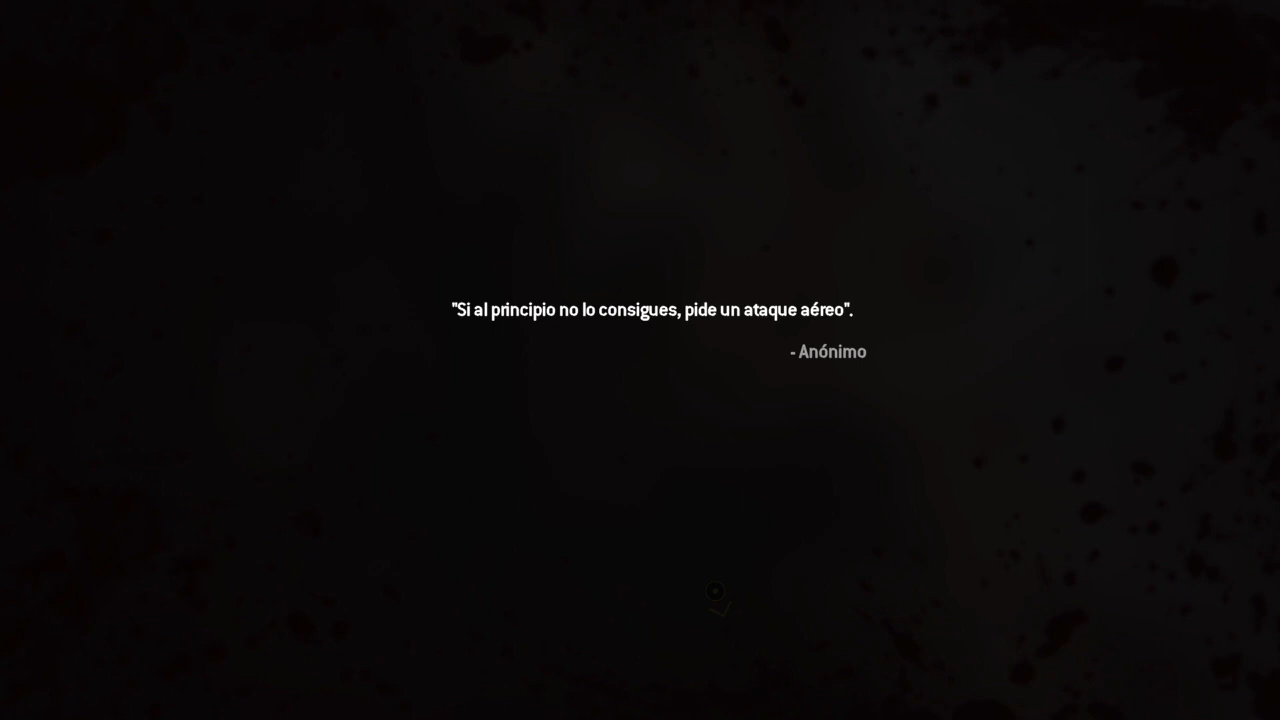 "Si al principio no lo consigues, pide un ataque aéreo".
- Anónimo